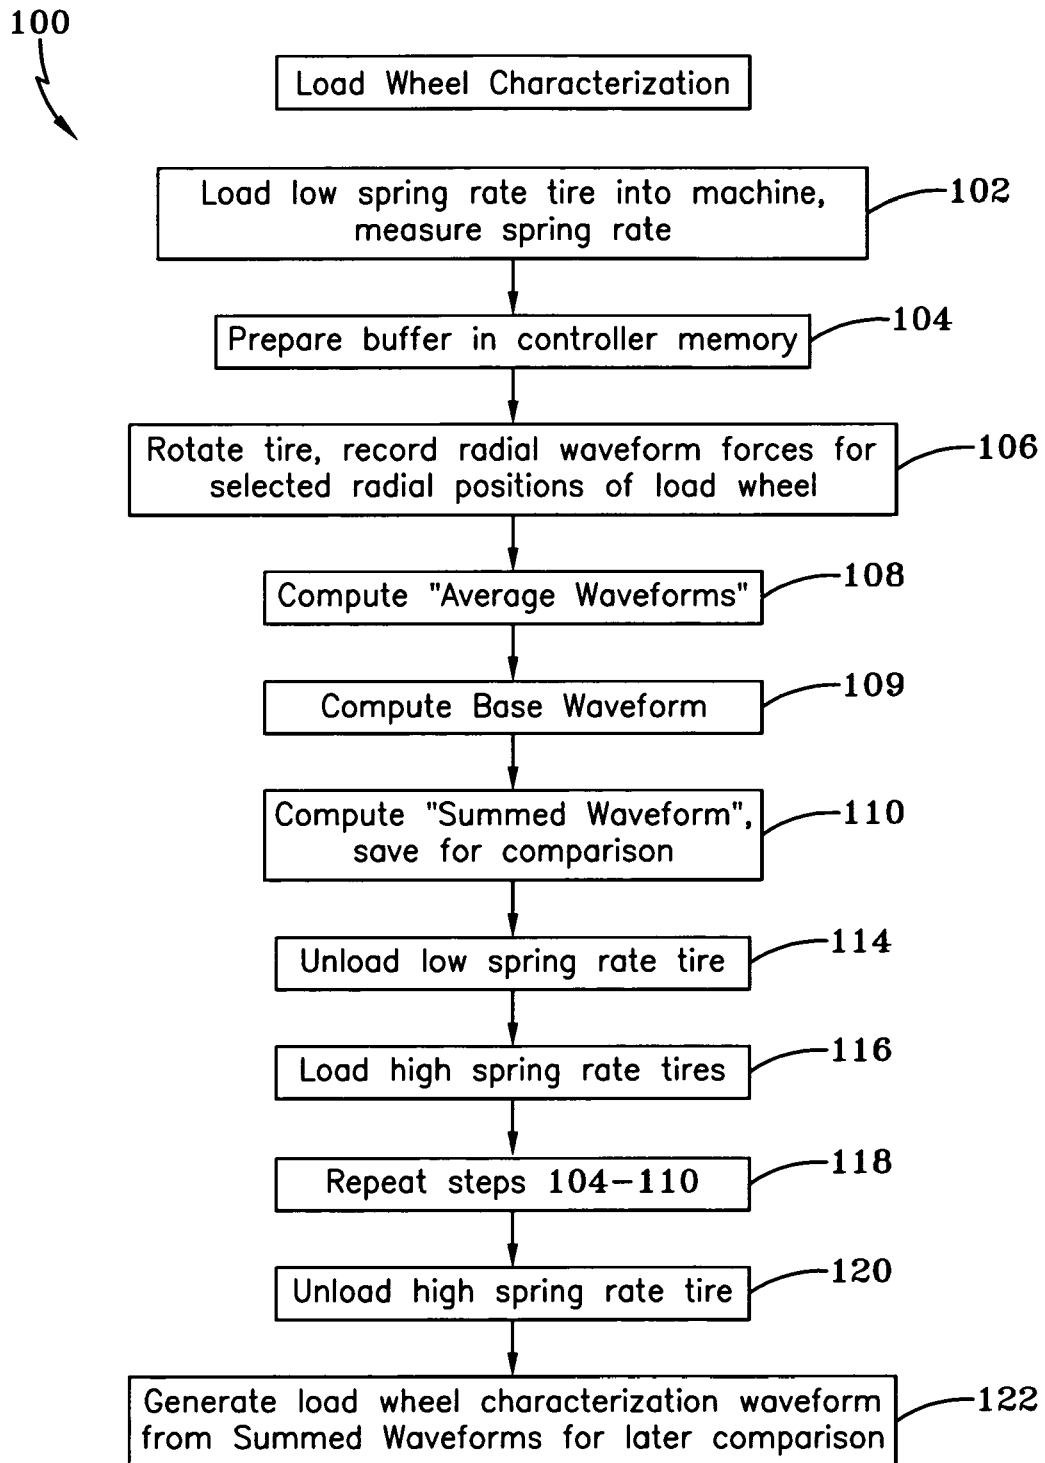 100
Load Wheel Characterization
Load low spring rate tire into machine,
measure spring rate
102
Prepare buffer in controller memory
104
Rotate tire, record radial waveform forces for
selected radial positions of load wheel
106
Compute "Average Waveforms"
108
Compute Base Waveform
109
Compute "Summed Waveform",
save for comparison
110
Unload low spring rate tire
114
Load high spring rate tires
116
Repeat steps 104-110
118
Unload high spring rate tire
120
Generate load wheel characterization waveform
from Summed Waveforms for later comparison
122